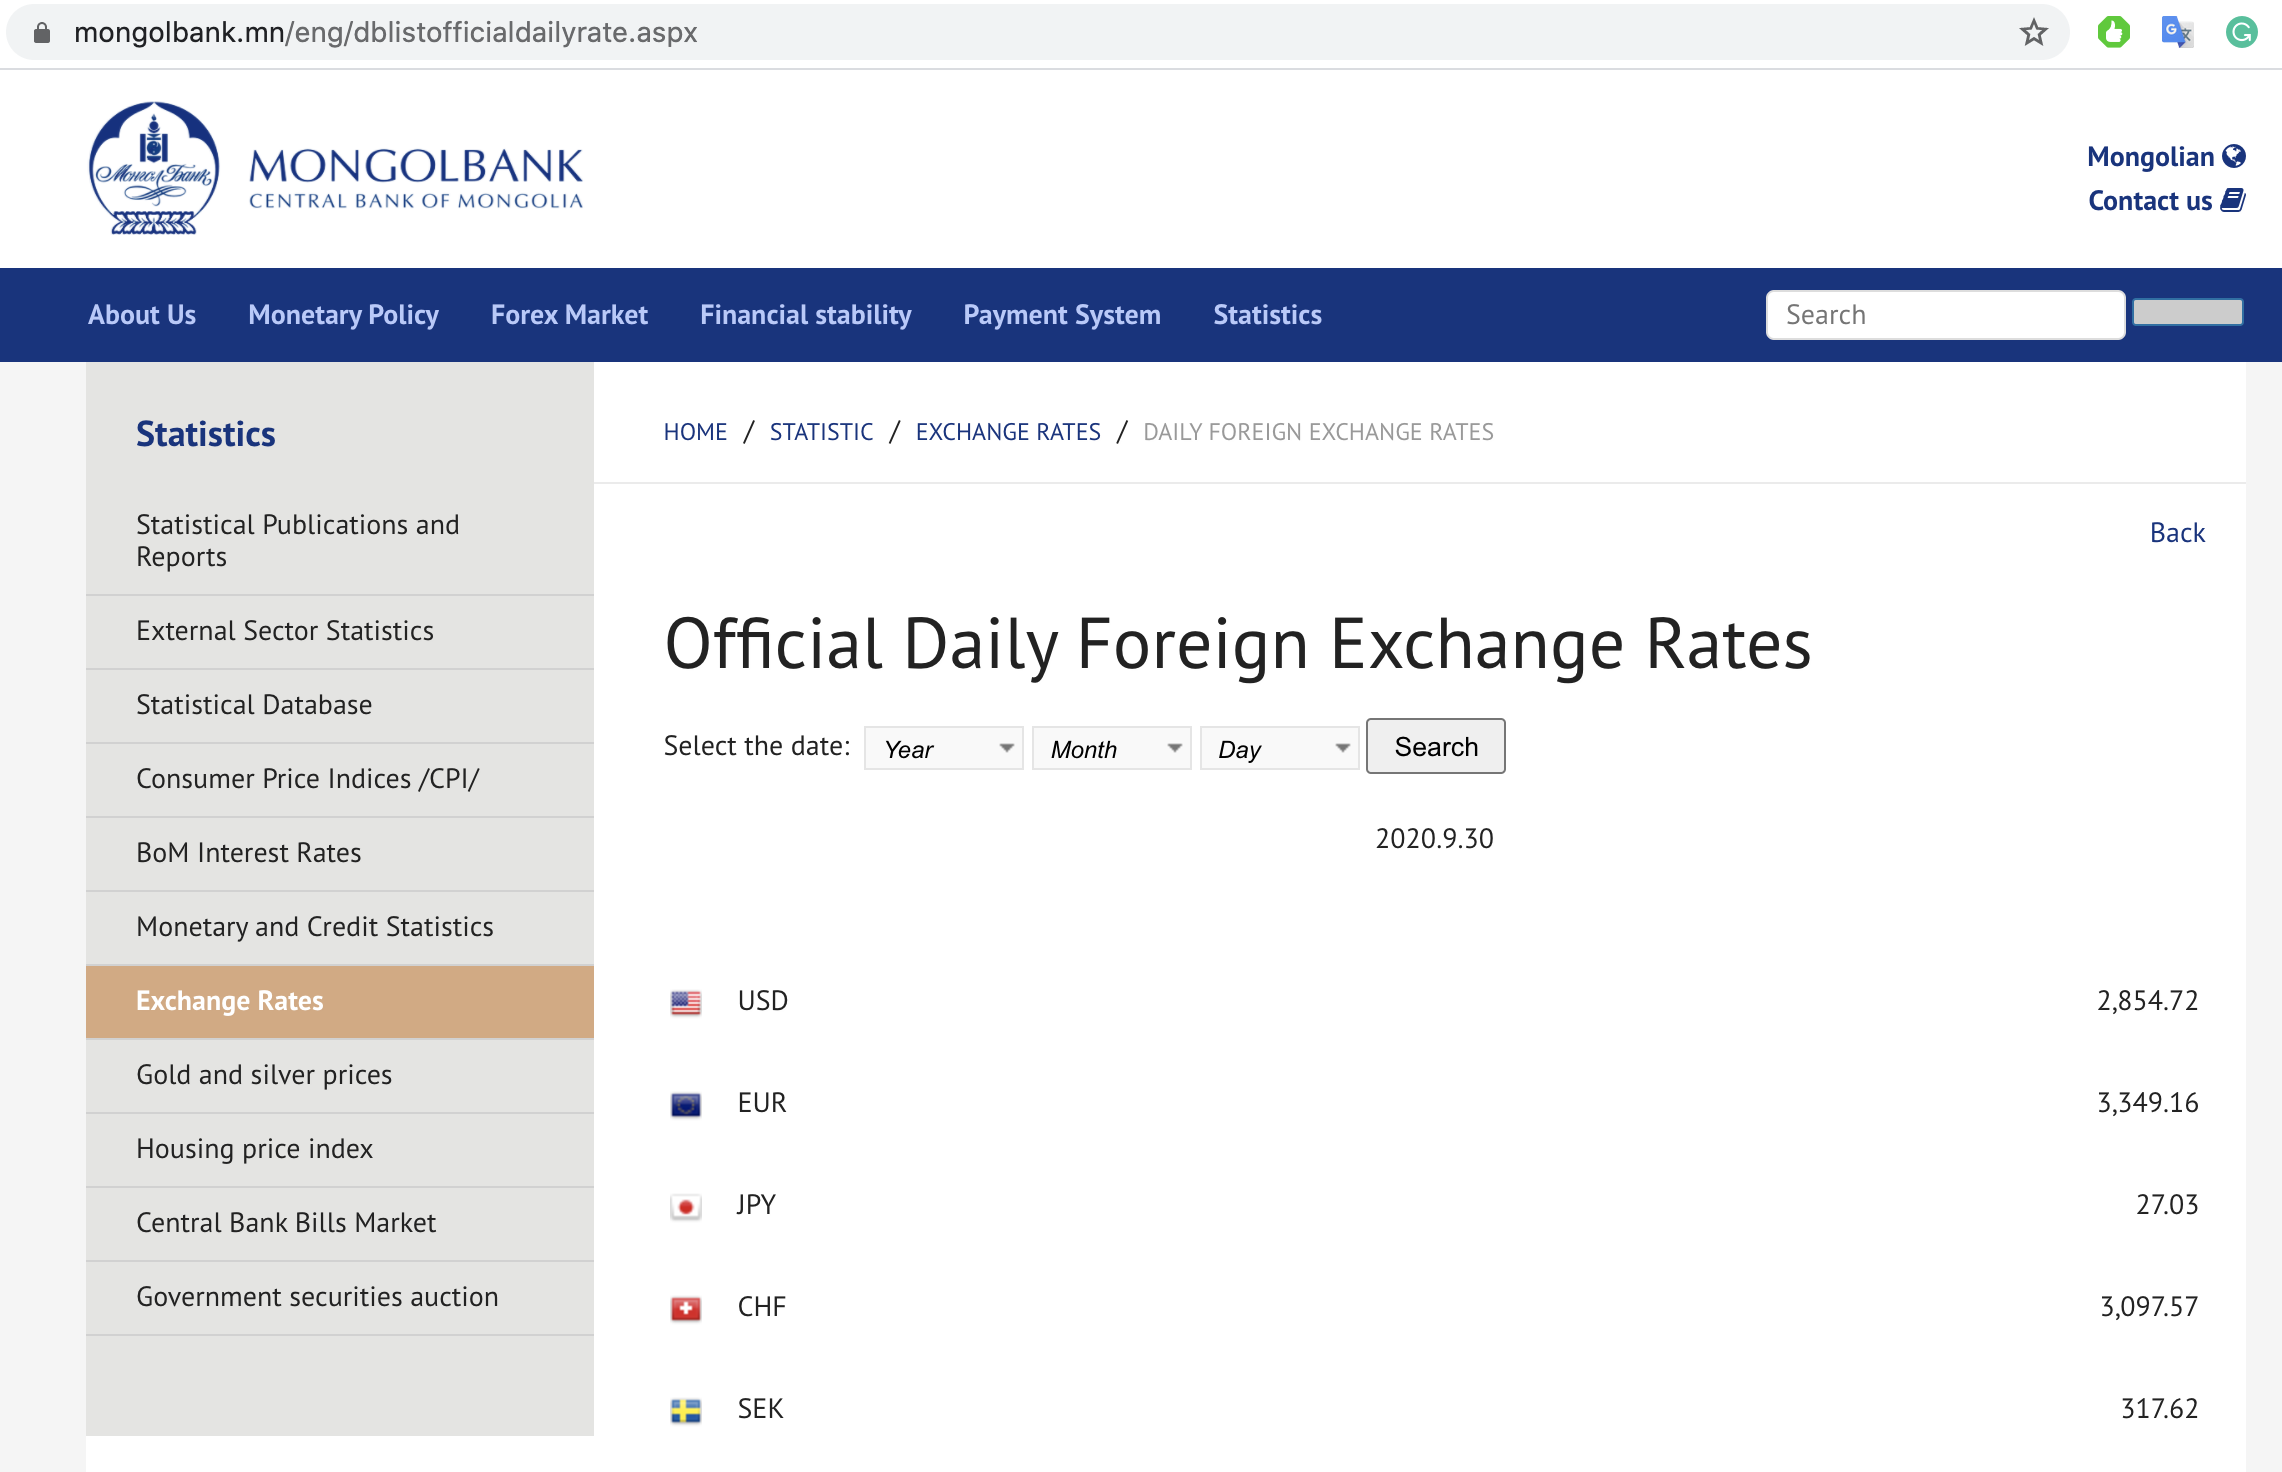 mongolbank.mn/eng/dblistofficialdailyrate.aspx
Монгол Банк
MONGOLBANK
CENTRAL BANK OF MONGOLIA
Mongolian
Contact us
About Us Monetary Policy Forex Market Financial stability Payment System Statistics Search
Statistics
Statistical Publications and
Reports
External Sector Statistics
Statistical Database
Consumer Price Indices /CPI/
BoM Interest Rates
Monetary and Credit Statistics
Exchange Rates
Gold and silver prices
Housing price index
Central Bank Bills Market
Government securities auction
HOME / STATISTIC / EXCHANGE RATES / DAILY FOREIGN EXCHANGE RATES
Back
Official Daily Foreign Exchange Rates
Select the date: Year Month Day Search
2020.9.30
USD 2,854.72
EUR 3,349.16
JPY 27.03
CHF 3,097.57
SEK 317.62